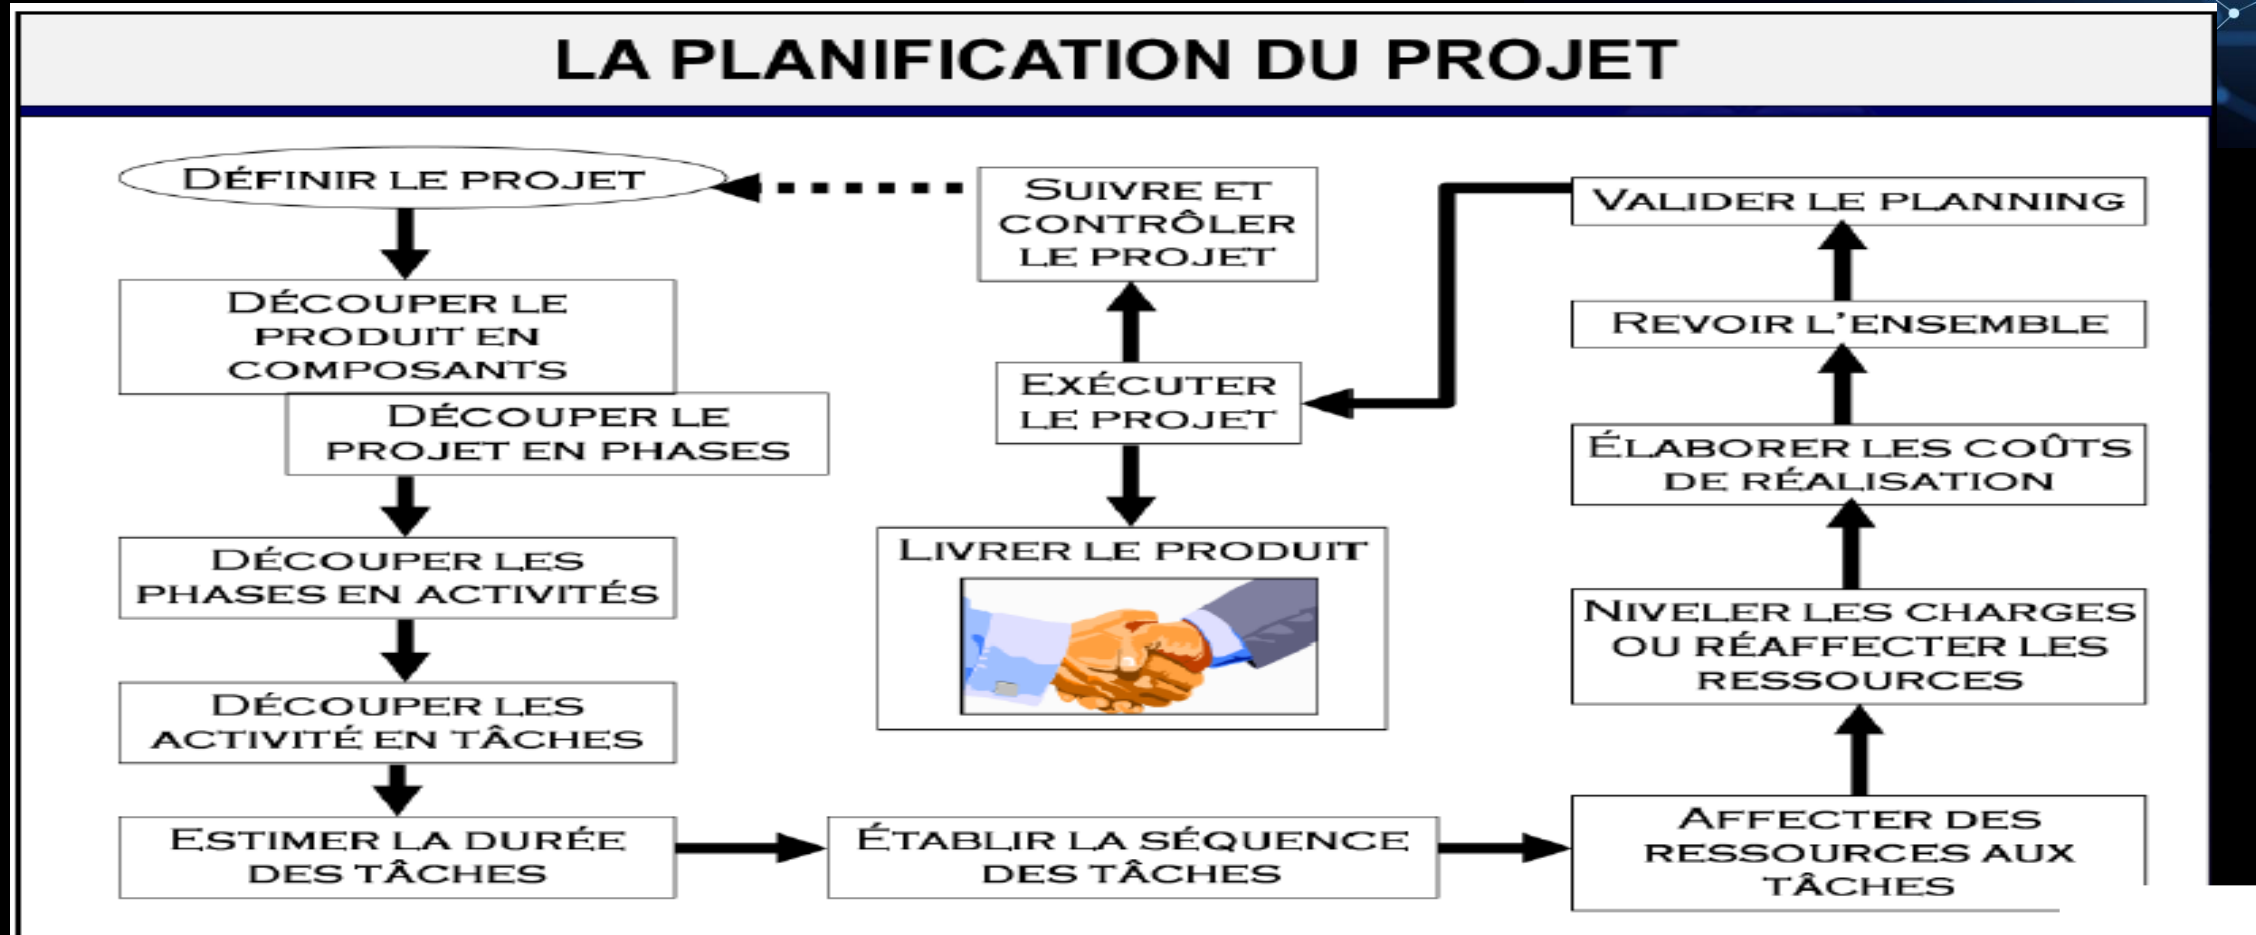 LA PLANIFICATION DU PROJET
DÉFINIR LE PROJET
DÉCOUPER LE
PRODUIT EN
COMPOSANTS
DÉCOUPER LE
PROJET EN PHASES
DÉCOUPER LES
PHASES EN ACTIVITÉS
DÉCOUPER LES
ACTIVITÉ EN TÂCHES
ESTIMER LA DURÉE
DES TÂCHES
ÉTABLIR LA SÉQUENCE
DES TÂCHES
AFFECTER DES
RESSOURCES AUX
TÂCHES
NIVELER LES CHARGES
OU RÉAFFECTER LES
RESSOURCES
ÉLABORER LES COÛTS
DE RÉALISATION
REVOIR L'ENSEMBLE
VALIDER LE PLANNING
EXÉCUTER
LE PROJET
SUIVRE ET
CONTRÔLER
LE PROJET
LIVRER LE PRODUIT